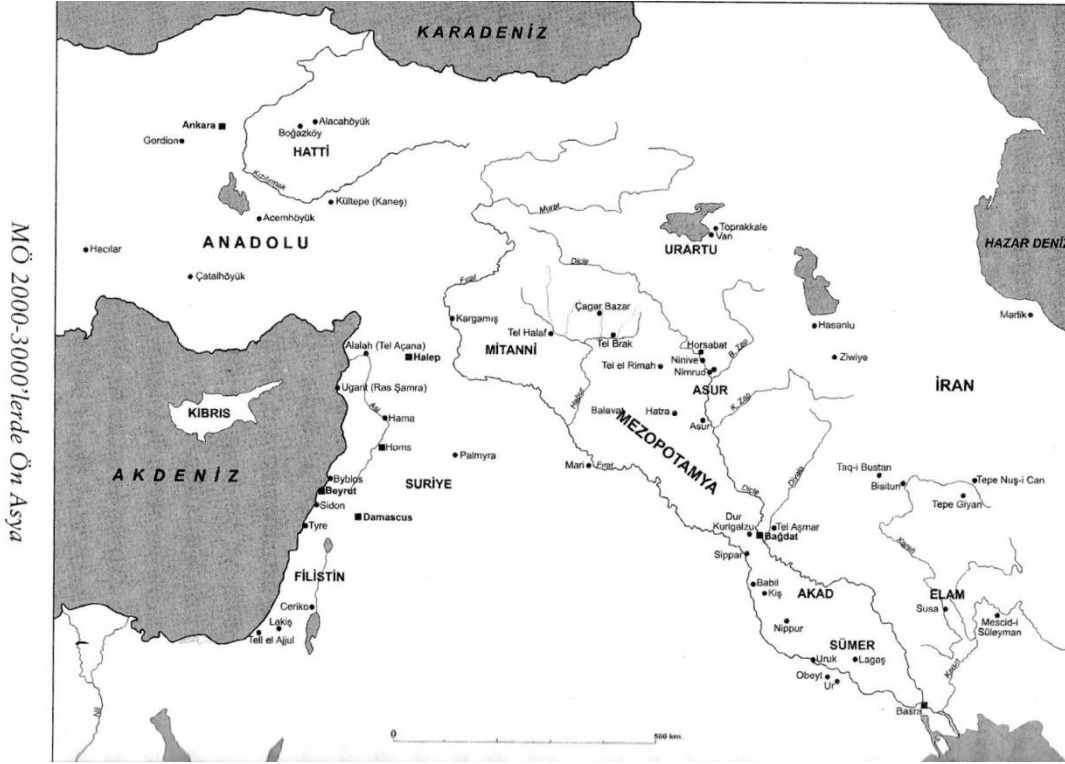 KARADENİZ
Alacahöyük
Ankara
Boğazköy
Gordion
HATTİ
Kızılırmak
Kültepe (Kaneş)
Acemhöyük
Murat
Toprakkale
Van
ANADOLU
URARTU
HAZAR DENİZ
Hacılar
Dicle
Çatalhöyük
Fırat
Çagar Bazar
Kargamış
Marlik
Hasanlu
Tel Halaf
Tel Brak
MİTANNİ
Alalah (Tel Açana)
Halep
Horsabat
B. Zap
Ninive
Ziwiye
Tel el Rimah
Nimrud
ASUR
İRAN
Ugarit (Ras Şamra)
Habur
K. Zap
KIBRIS
Asi
Hama
Balavat
Hatra
Asur
MEZOPOTAMYA
Homs
Palmyra
Mari
Fırat
AKDENİZ
Byblos
SURİYE
Taq-i Bustan
Bisitun
Tepe Nuş-i Can
Tepe Giyan
Beyrut
Dicle
Diyala
Sidon
Damascus
Tyre
Dur
Kurigalzu
Tel Aşmar
Bağdat
Sippar
FİLİSTİN
Babil
Kiş
AKAD
ELAM
Ceriko
Susa
Mescid-i
Süleyman
Lakiş
Tell el Ajjul
Nippur
SÜMER
Uruk
Lagaş
Obeyt
Ur
Karun
Basra
Nil
0
500 km.
MÖ 2000-3000'lerde Ön Asya